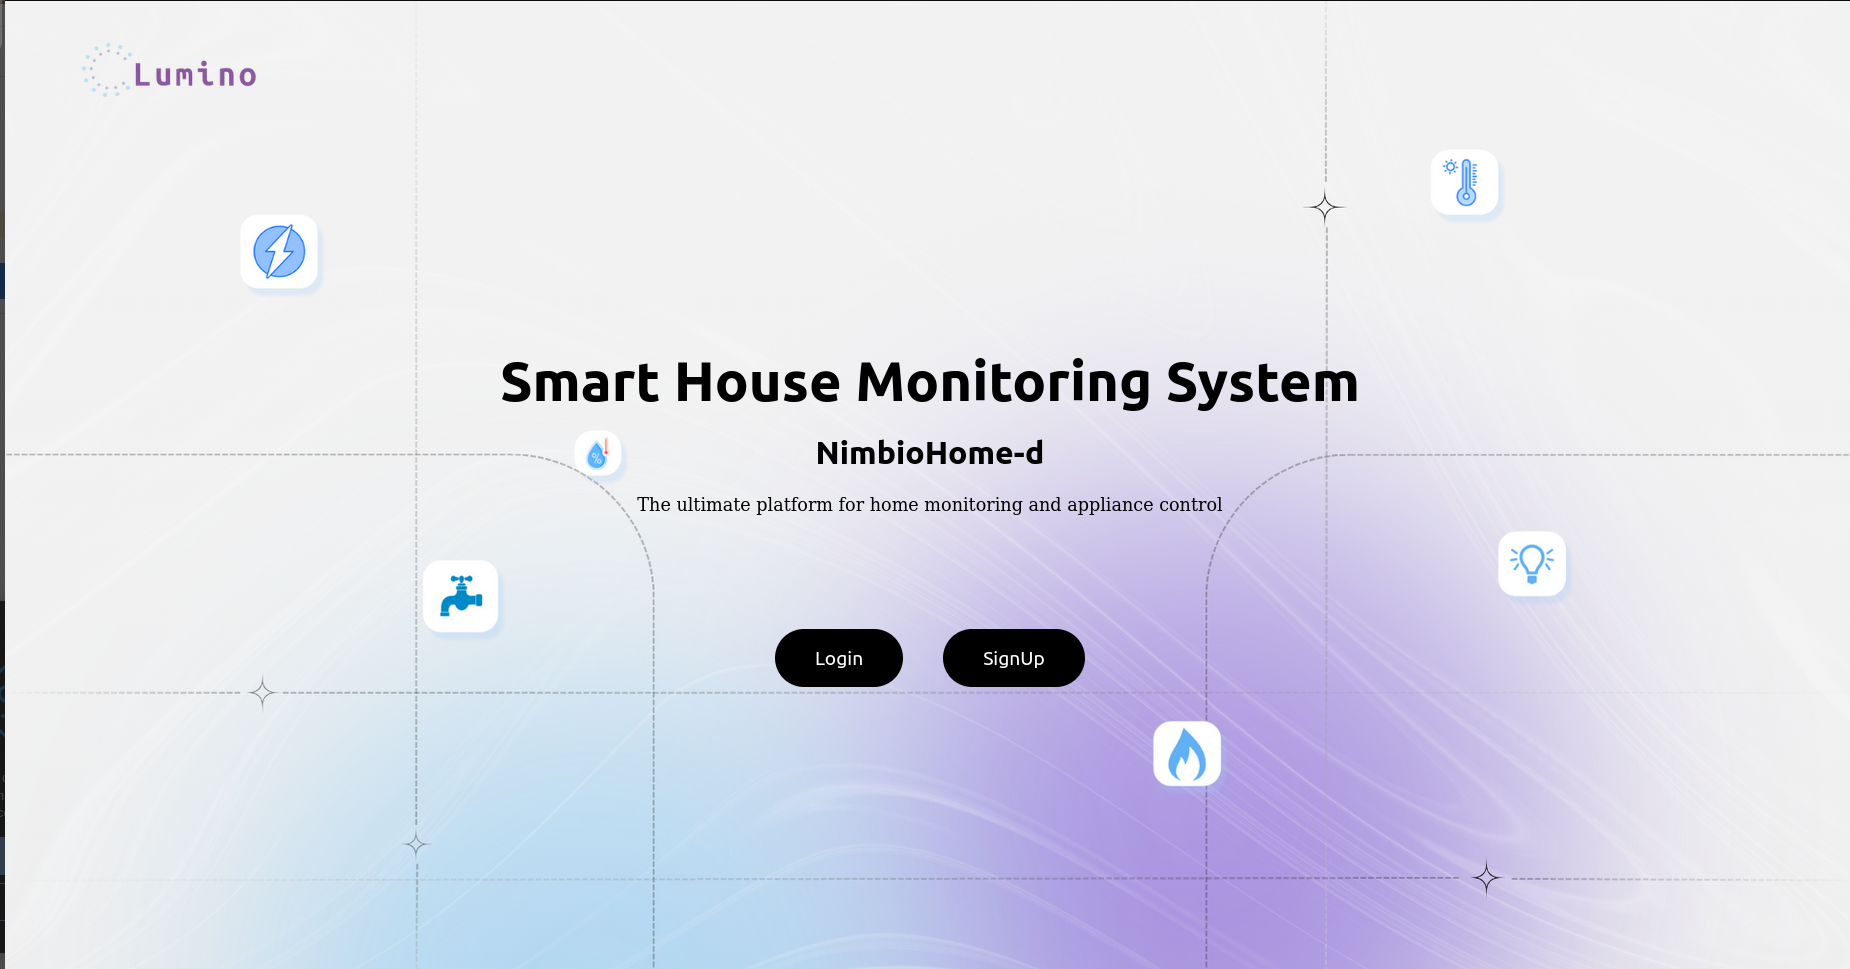 Lumino
Smart House Monitoring System
NimbioHome-d
%
The ultimate platform for home monitoring and appliance control
Login
SignUp